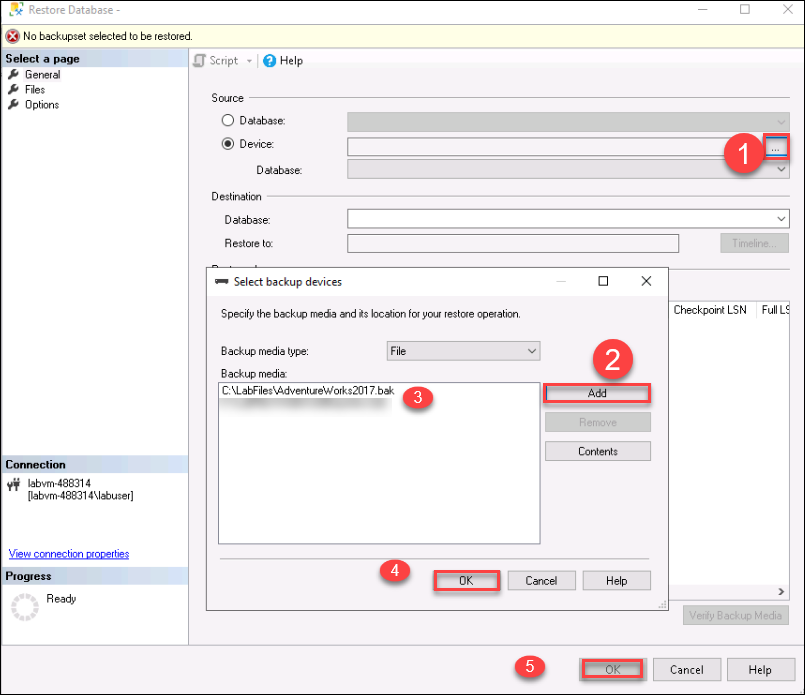 Restore Database -
No backupset selected to be restored.
Select a page
General
Files
Options
Script
Help
Source
Database:
Device:
...
1
Database:
Destination
Database:
Restore to:
Timeline...
Select backup devices
Specify the backup media and its location for your restore operation.
Backup media type:
File
2
Backup media:
C:\LabFiles\AdventureWorks2017.bak
3
Add
Remove
Contents
4
OK
Cancel
Help
Checkpoint LSN
Full LS
Connection
labvm-488314
[labvm-488314\labuser]
View connection properties
Progress
Ready
Verify Backup Media
5
OK
Cancel
Help